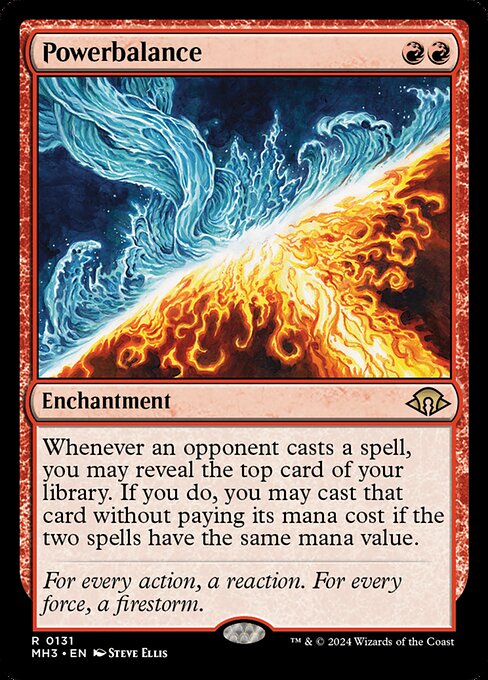 Powerbalance
Enchantment
Whenever an opponent casts a spell,
you may reveal the top card of your
library. If you do, you may cast that
card without paying its mana cost if the
two spells have the same mana value.
For every action, a reaction. For every
force, a firestorm.
R 0131
MH3 • EN Steve Ellis
™ & © 2024 Wizards of the Coast